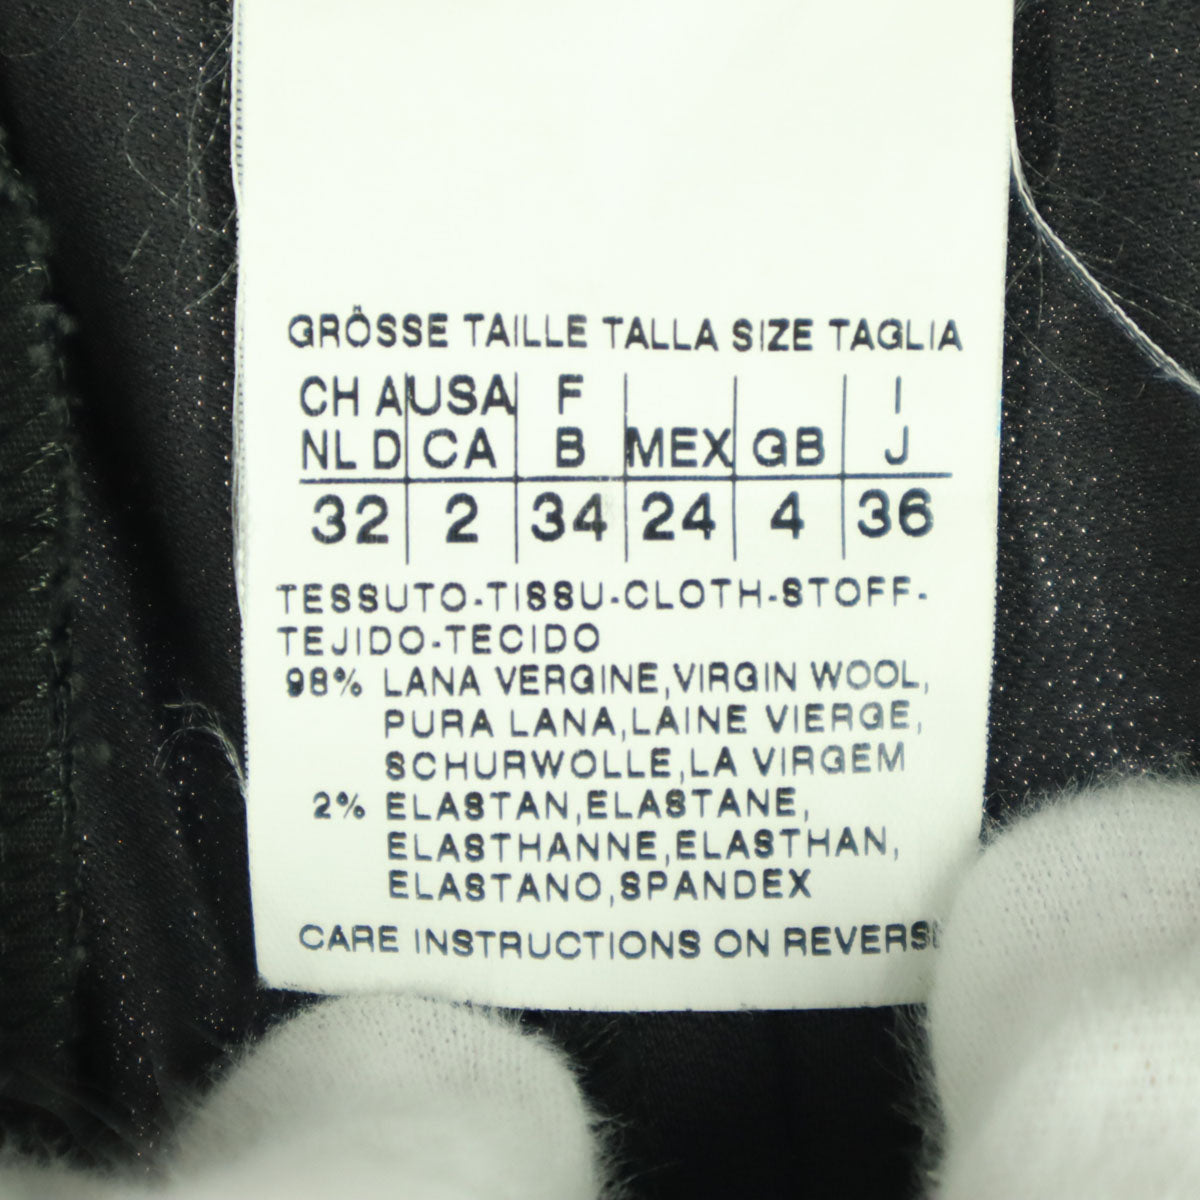 GRÖSSE TAILLE TALLA SIZE TAGLIA
CH A USA F I
NL D CA B MEX GB J
32 2 34 24 4 36
TESSUTO-TISSU-CLOTH-STOFF-
TEJIDO-TECIDO
98% LANA VERGINE,VIRGIN WOOL,
PURA LANA,LAINE VIERGE,
SCHURWOLLE,LA VIRGEM
2% ELASTAN,ELASTANE,
ELASTHANNE,ELASTHAN,
ELASTANO,SPANDEX
CARE INSTRUCTIONS ON REVERSE